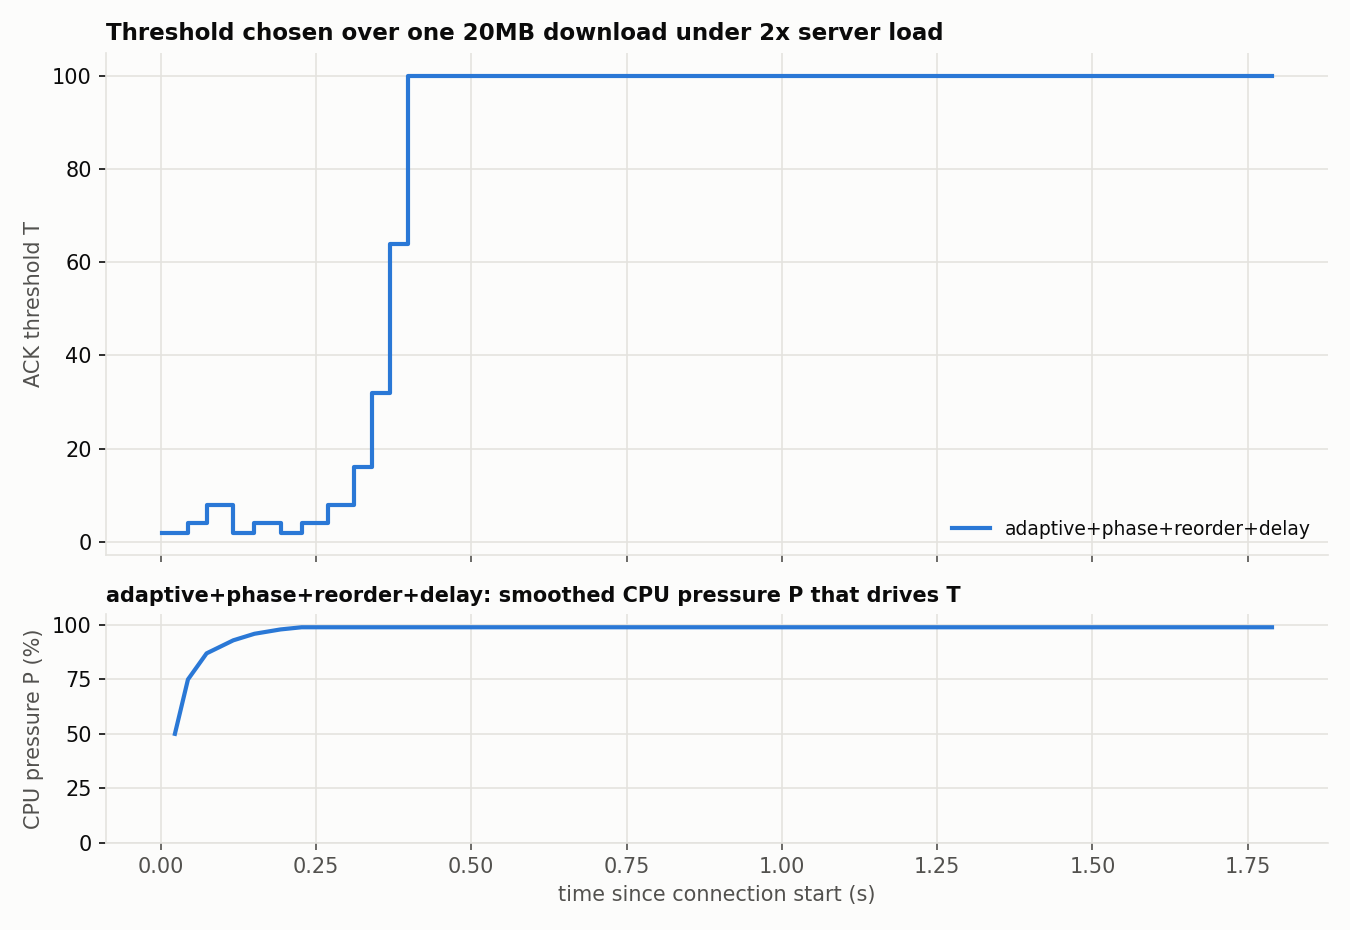 Threshold chosen over one 20MB download under 2x server load
100
80
60
40
20
0
ACK threshold T
adaptive+phase+reorder+delay
adaptive+phase+reorder+delay: smoothed CPU pressure P that drives T
100
75
50
25
0
CPU pressure P (%)
0.00 0.25 0.50 0.75 1.00 1.25 1.50 1.75
time since connection start (s)